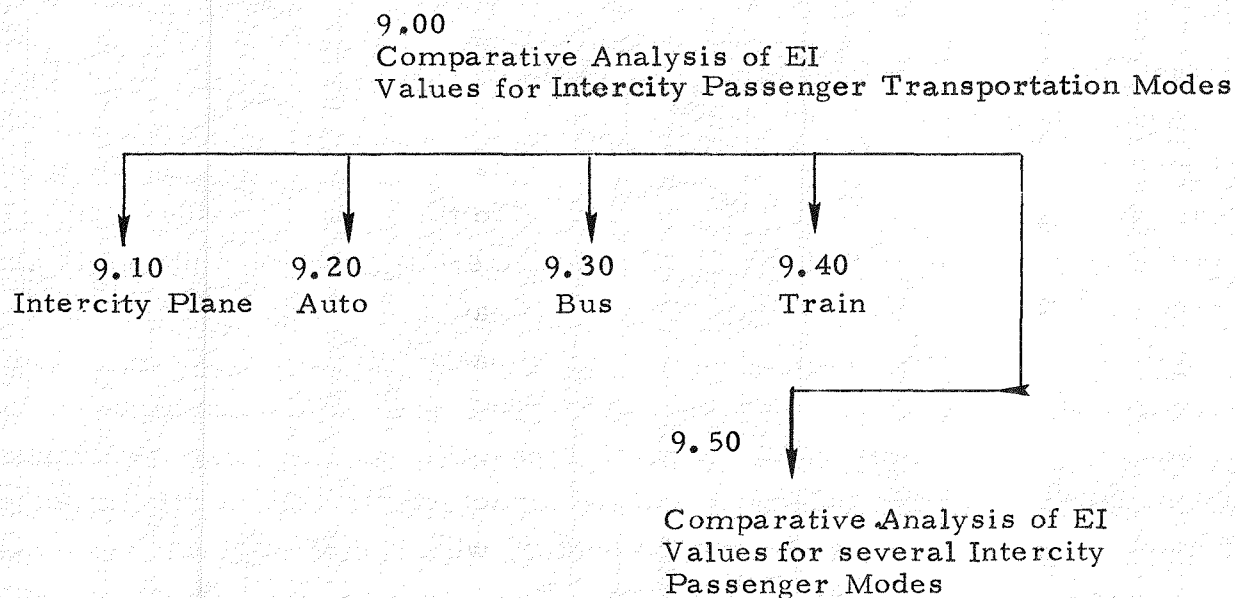 9.00
Comparative Analysis of EI
Values for Intercity Passenger Transportation Modes
9.10
Intercity Plane
9.20
Auto
9.30
Bus
9.40
Train
9.50
Comparative Analysis of EI
Values for several Intercity
Passenger Modes